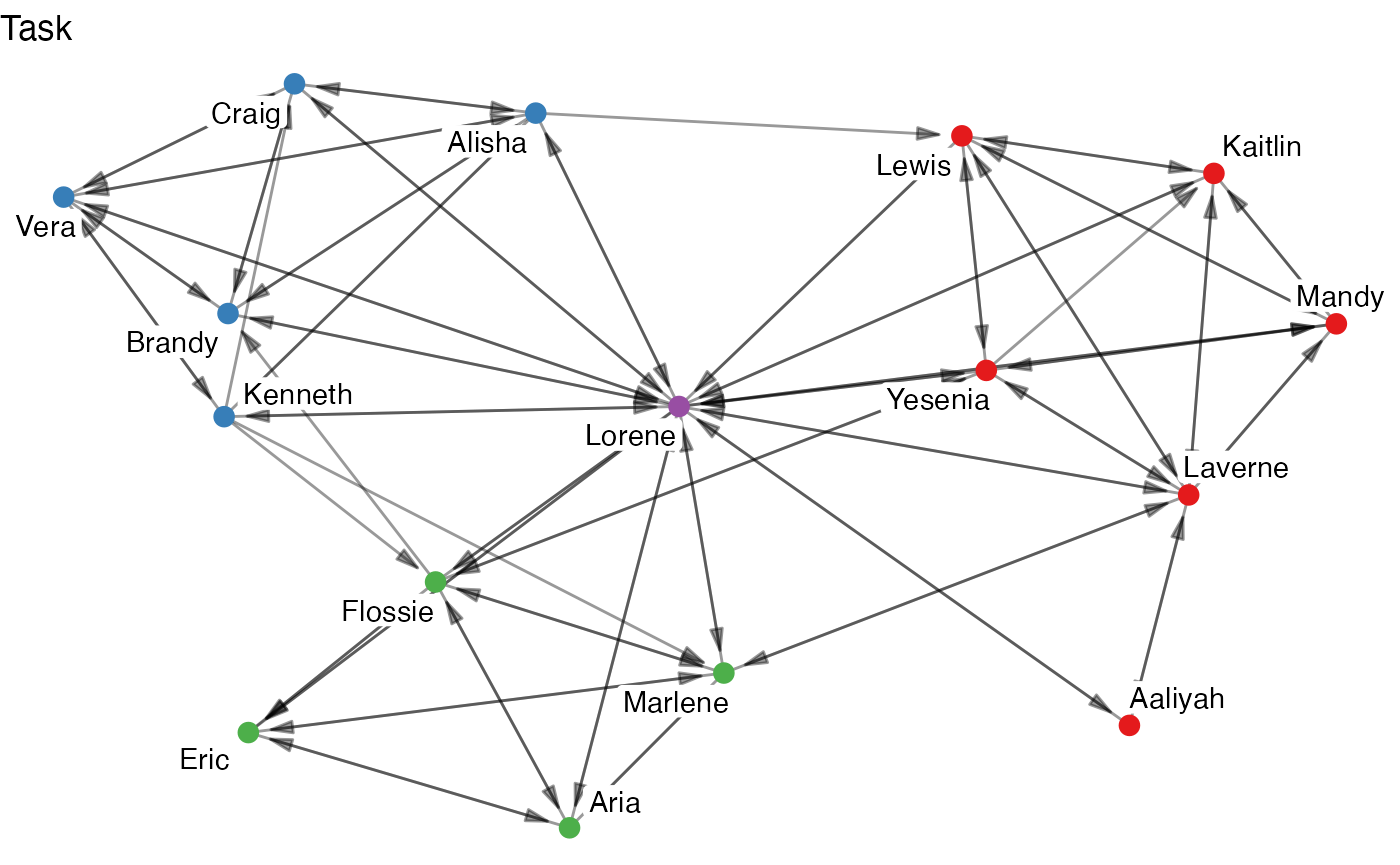 Task
Craig
Alisha
Kaitlin
Lewis
Vera
Mandy
Brandy
Kenneth
Yesenia
Lorene
Laverne
Flossie
Aaliyah
Marlene
Eric
Aria